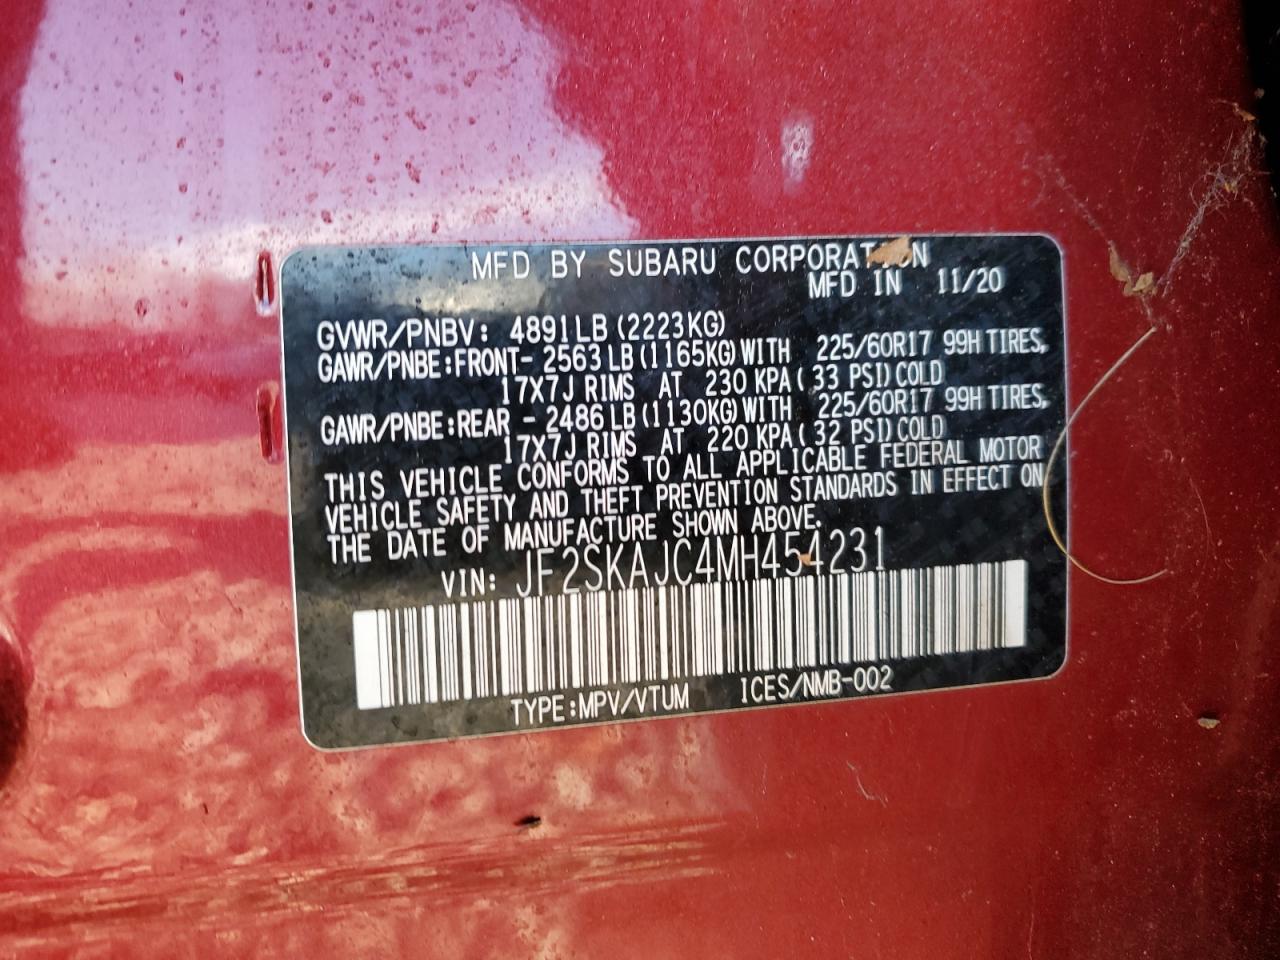 MFD BY SUBARU CORPORATION
MFD IN 11/20
GVWR/PNBV: 4891LB (2223KG)
GAWR/PNBE:FRONT- 2563 LB (1165KG) WITH 225/60R17 99H TIRES,
17X7J RIMS AT 230 KPA( 33 PSI) COLD
GAWR/PNBE:REAR - 2486 LB (1130KG) WITH 225/60R17 99H TIRES,
17X7J RIMS AT 220 KPA( 32 PSI) COLD
THIS VEHICLE CONFORMS TO ALL APPLICABLE FEDERAL MOTOR
VEHICLE SAFETY AND THEFT PREVENTION STANDARDS IN EFFECT ON
THE DATE OF MANUFACTURE SHOWN ABOVE.
VIN: JF2SKAJC4MH454231
TYPE:MPV/VTUM ICES/NMB-002